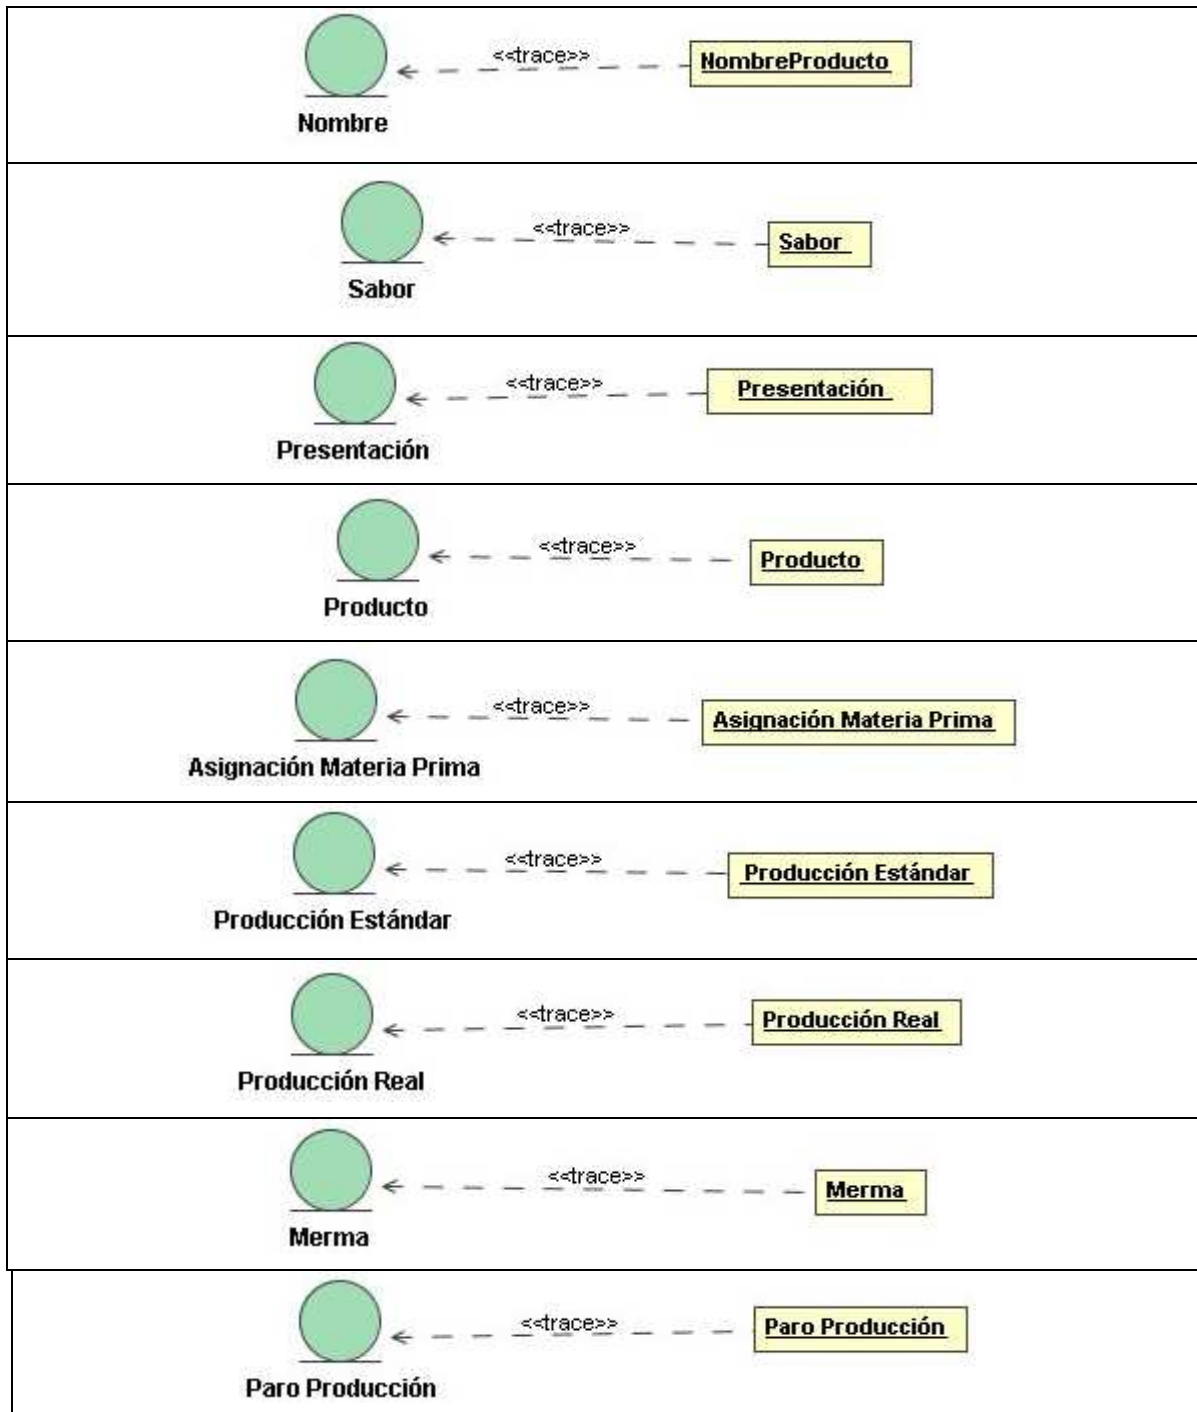 <<trace>>
NombreProducto
Nombre
<<trace>>
Sabor
Sabor
<<trace>>
Presentación
Presentación
<<trace>>
Producto
Producto
<<trace>>
Asignación Materia Prima
Asignación Materia Prima
<<trace>>
Producción Estándar
Producción Estándar
<<trace>>
Producción Real
Producción Real
<<trace>>
Merma
Merma
<<trace>>
Paro Producción
Paro Producción